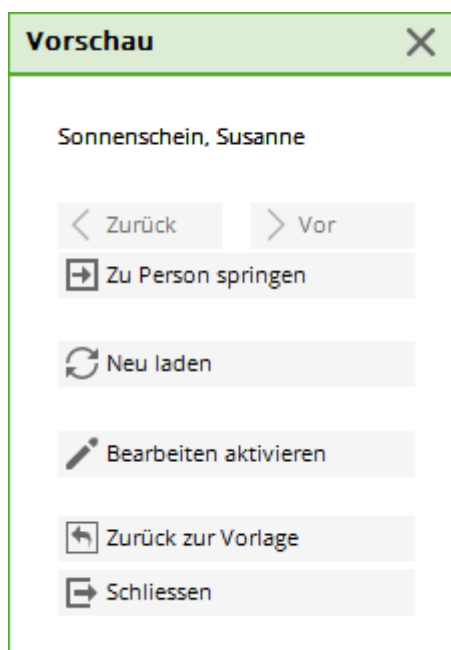 Vorschau
Sonnenschein, Susanne
Zurück Vor
Zu Person springen
Neu laden
Bearbeiten aktivieren
Zurück zur Vorlage
Schliessen